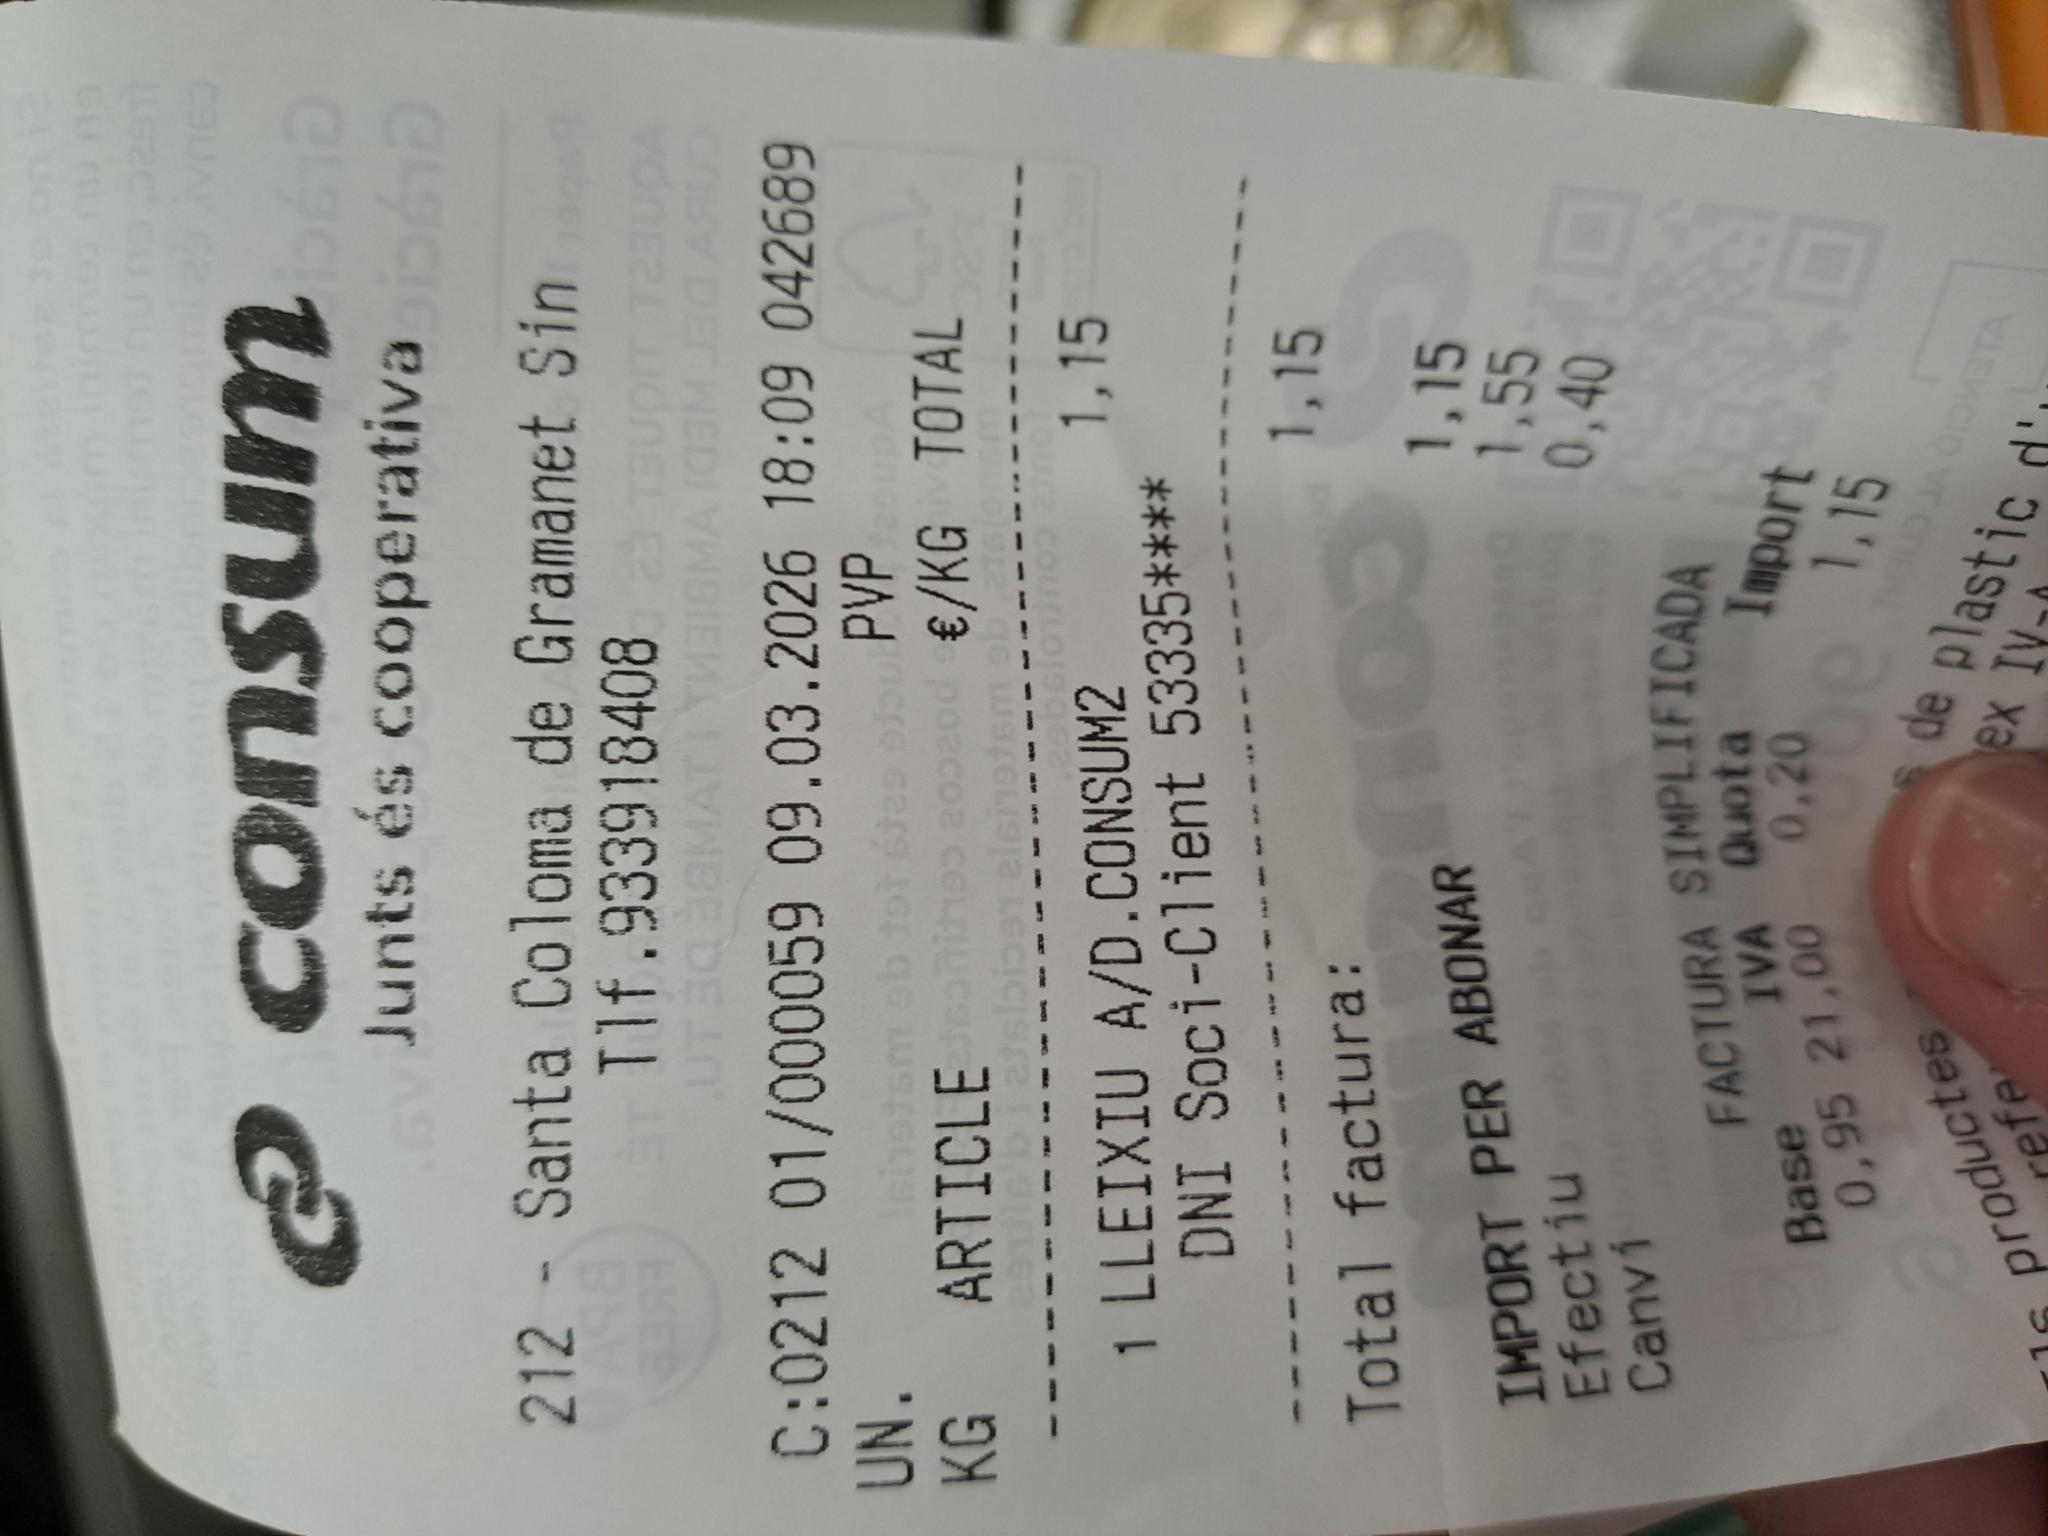 consum
Junts és cooperativa
212 - Santa Coloma de Gramanet Sin
Tlf.933918408
C:0212 01/000059 09.03.2026 18:09 042689
UN. PVP
KG ARTICLE €/KG TOTAL
1 LLEIXIU A/D.CONSUM2 1,15
DNI Soci-Client 53335****
Total factura: 1,15
IMPORT PER ABONAR 1,15
Efectiu 1,55
Canvi 0,40
FACTURA SIMPLIFICADA
Base IVA Quota Import
0,95 21,00 0,20 1,15
productes de plastic d'